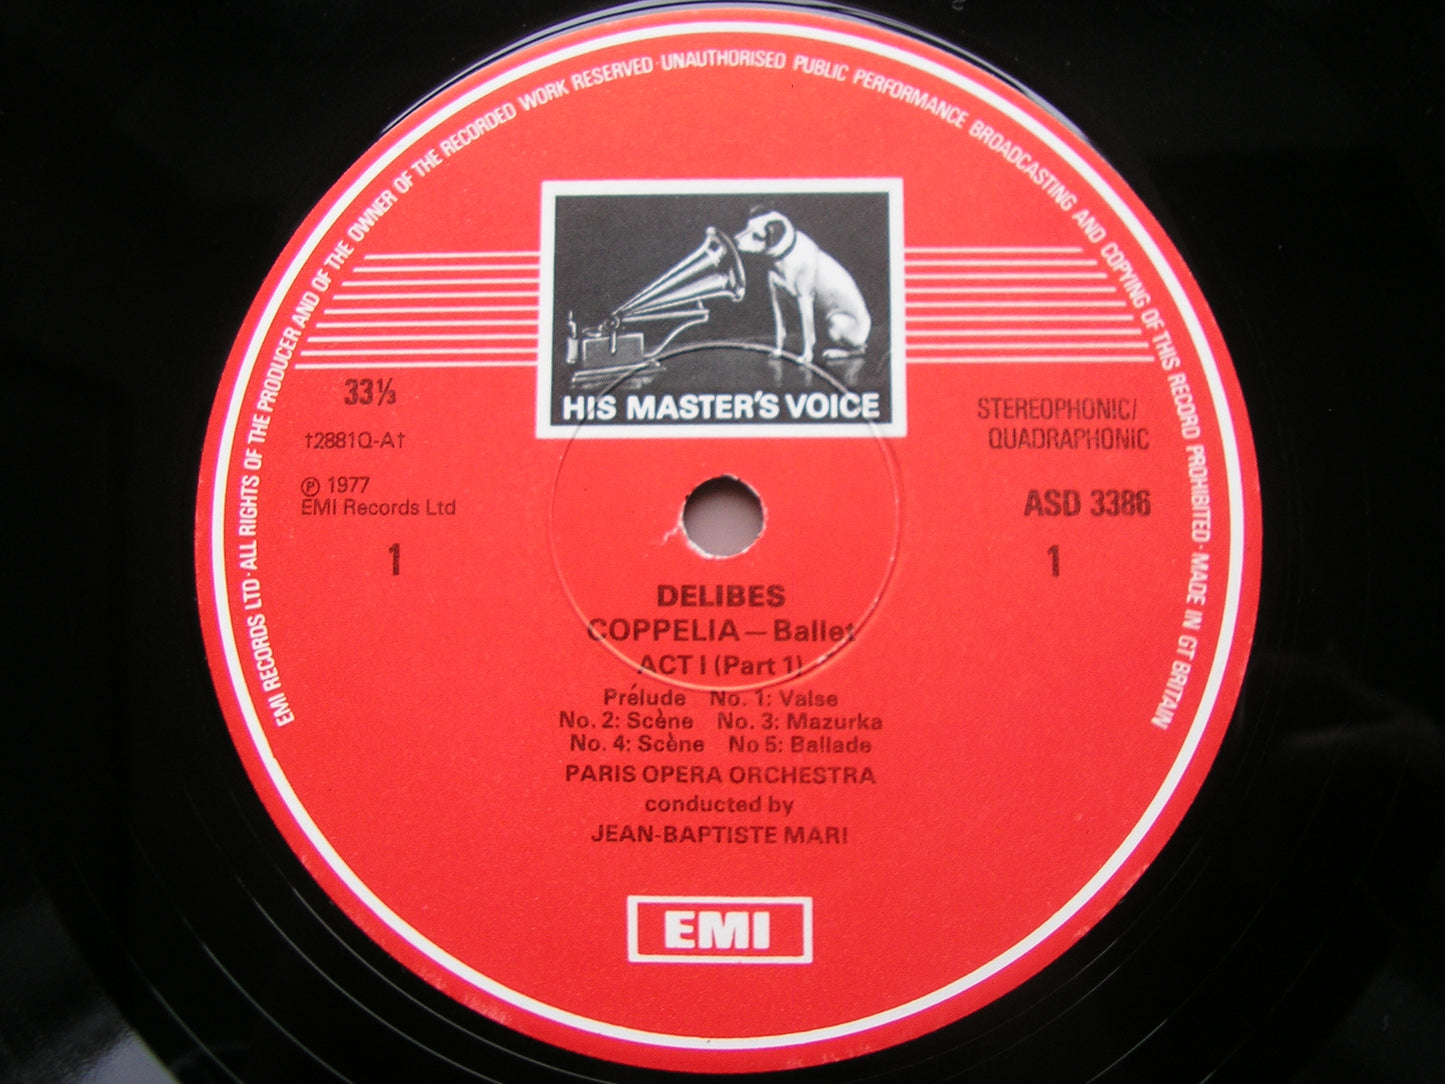 EMI RECORDS LTD · ALL RIGHTS OF THE PRODUCER AND OF THE OWNER OF THE RECORDED WORK RESERVED · UNAUTHORISED PUBLIC PERFORMANCE BROADCASTING AND COPYING OF THIS RECORD PROHIBITED · MADE IN GT BRITAIN
HIS MASTER'S VOICE
33⅓
†2881Q-A†
℗ 1977
EMI Records Ltd
1
STEREOPHONIC/
QUADRAPHONIC
ASD 3386
1
DELIBES
COPPELIA — Ballet
ACT I (Part 1)
Prélude No. 1: Valse
No. 2: Scène No. 3: Mazurka
No. 4: Scène No 5: Ballade
PARIS OPERA ORCHESTRA
conducted by
JEAN-BAPTISTE MARI
EMI